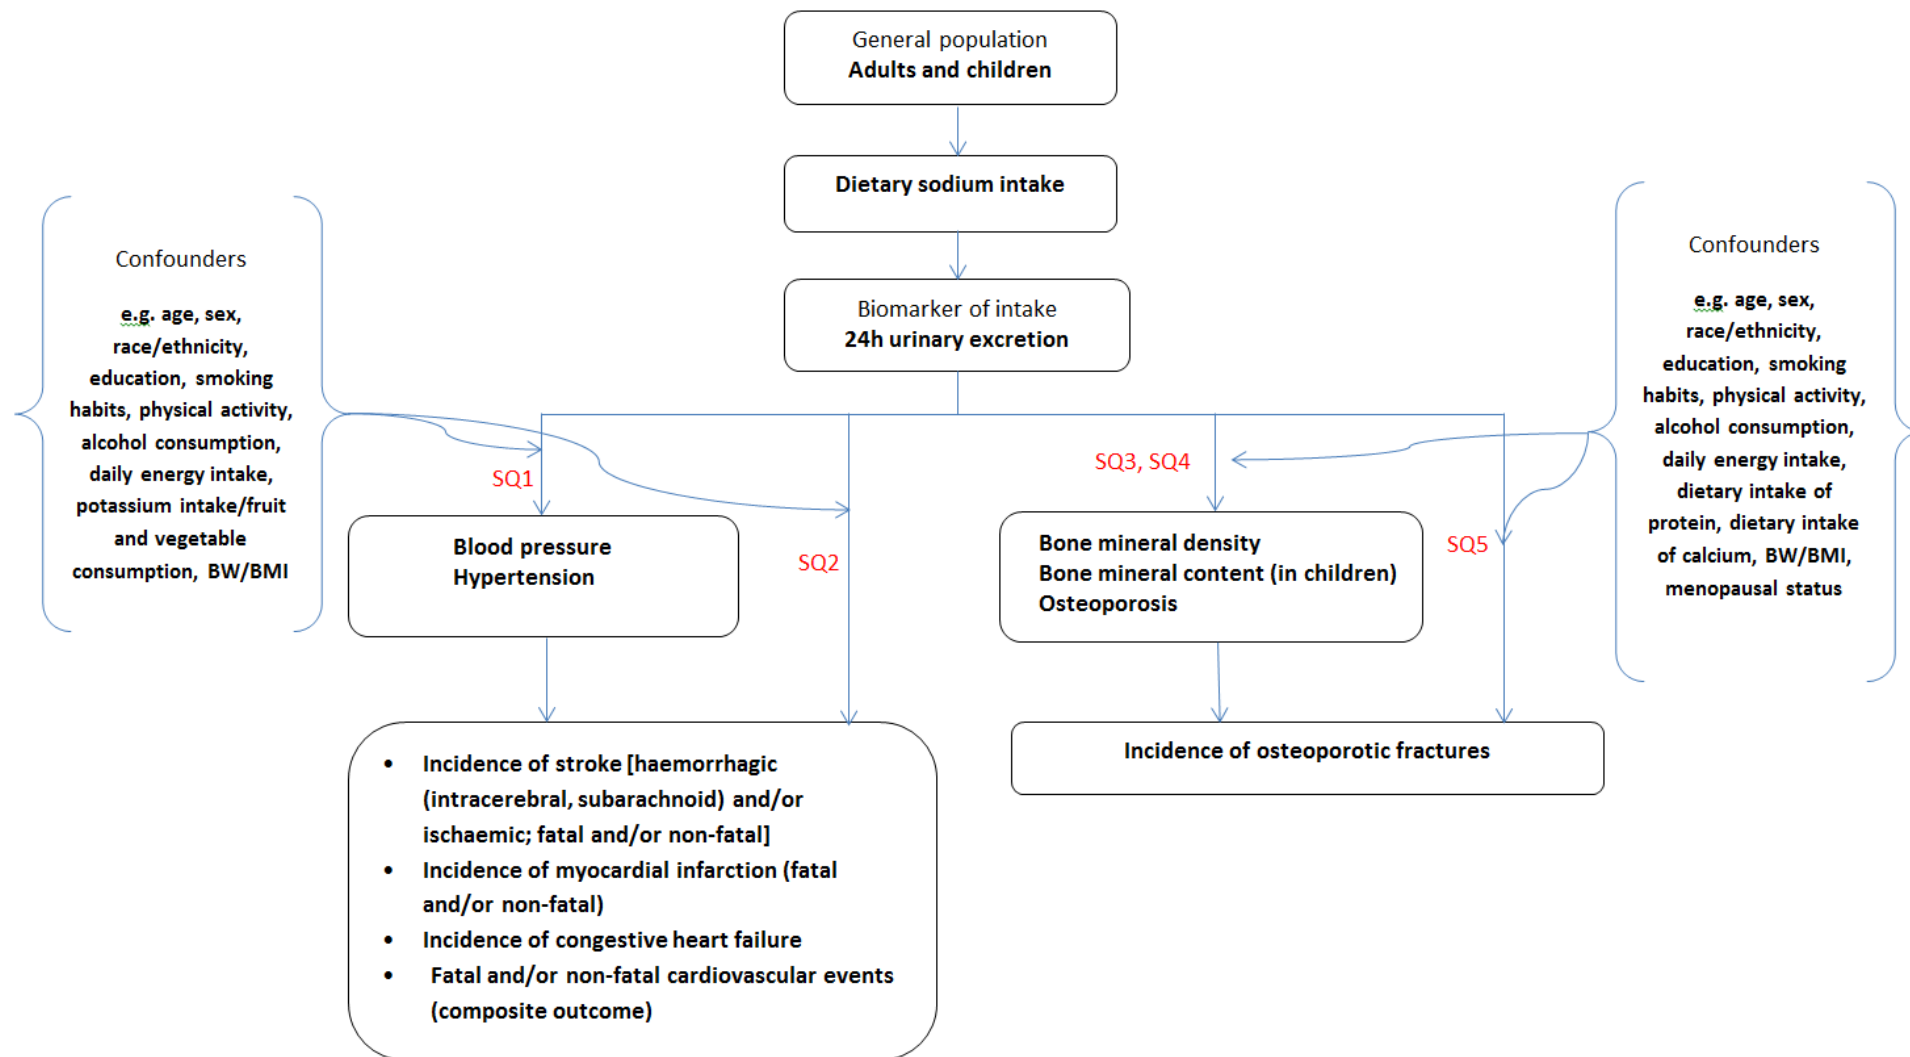 General population
Adults and children
Dietary sodium intake
Biomarker of intake
24h urinary excretion
Confounders
e.g. age, sex,
race/ethnicity,
education, smoking
habits, physical activity,
alcohol consumption,
daily energy intake,
potassium intake/fruit
and vegetable
consumption, BW/BMI
Confounders
e.g. age, sex,
race/ethnicity,
education, smoking
habits, physical activity,
alcohol consumption,
daily energy intake,
dietary intake of
protein, dietary intake
of calcium, BW/BMI,
menopausal status
SQ1
SQ2
SQ3, SQ4
SQ5
Blood pressure
Hypertension
Bone mineral density
Bone mineral content (in children)
Osteoporosis
• Incidence of stroke [haemorrhagic
(intracerebral, subarachnoid) and/or
ischaemic; fatal and/or non-fatal]
• Incidence of myocardial infarction (fatal
and/or non-fatal)
• Incidence of congestive heart failure
• Fatal and/or non-fatal cardiovascular events
(composite outcome)
Incidence of osteoporotic fractures